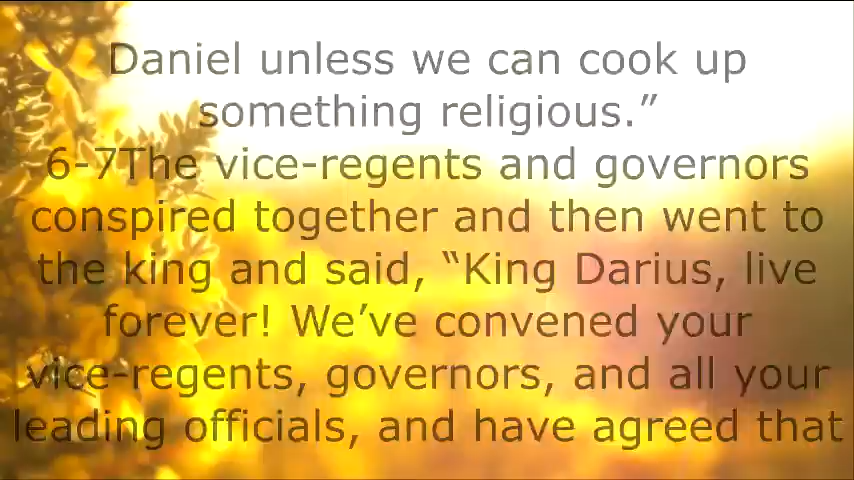 Daniel unless we can cook up
something religious.”
6-7The vice-regents and governors
conspired together and then went to
the king and said, “King Darius, live
forever! We’ve convened your
vice-regents, governors, and all your
leading officials, and have agreed that